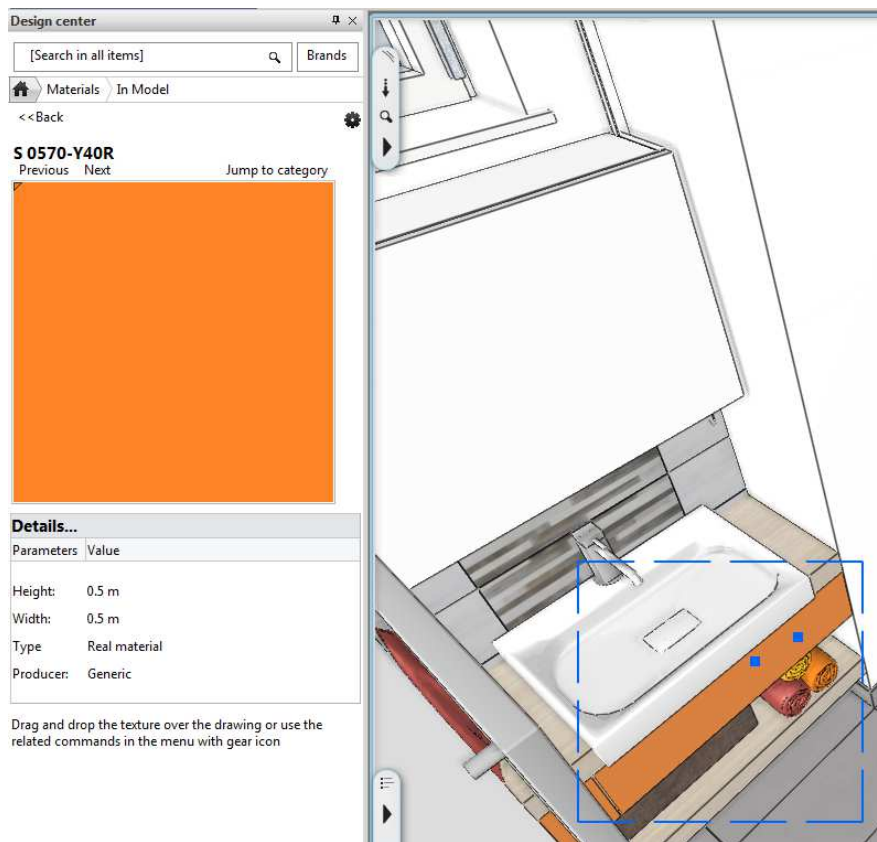 Design center
[Search in all items]
Brands
Materials
In Model
<<Back
S 0570-Y40R
Previous Next Jump to category
Details...
Parameters Value
Height: 0.5 m
Width: 0.5 m
Type Real material
Producer: Generic
Drag and drop the texture over the drawing or use the
related commands in the menu with gear icon